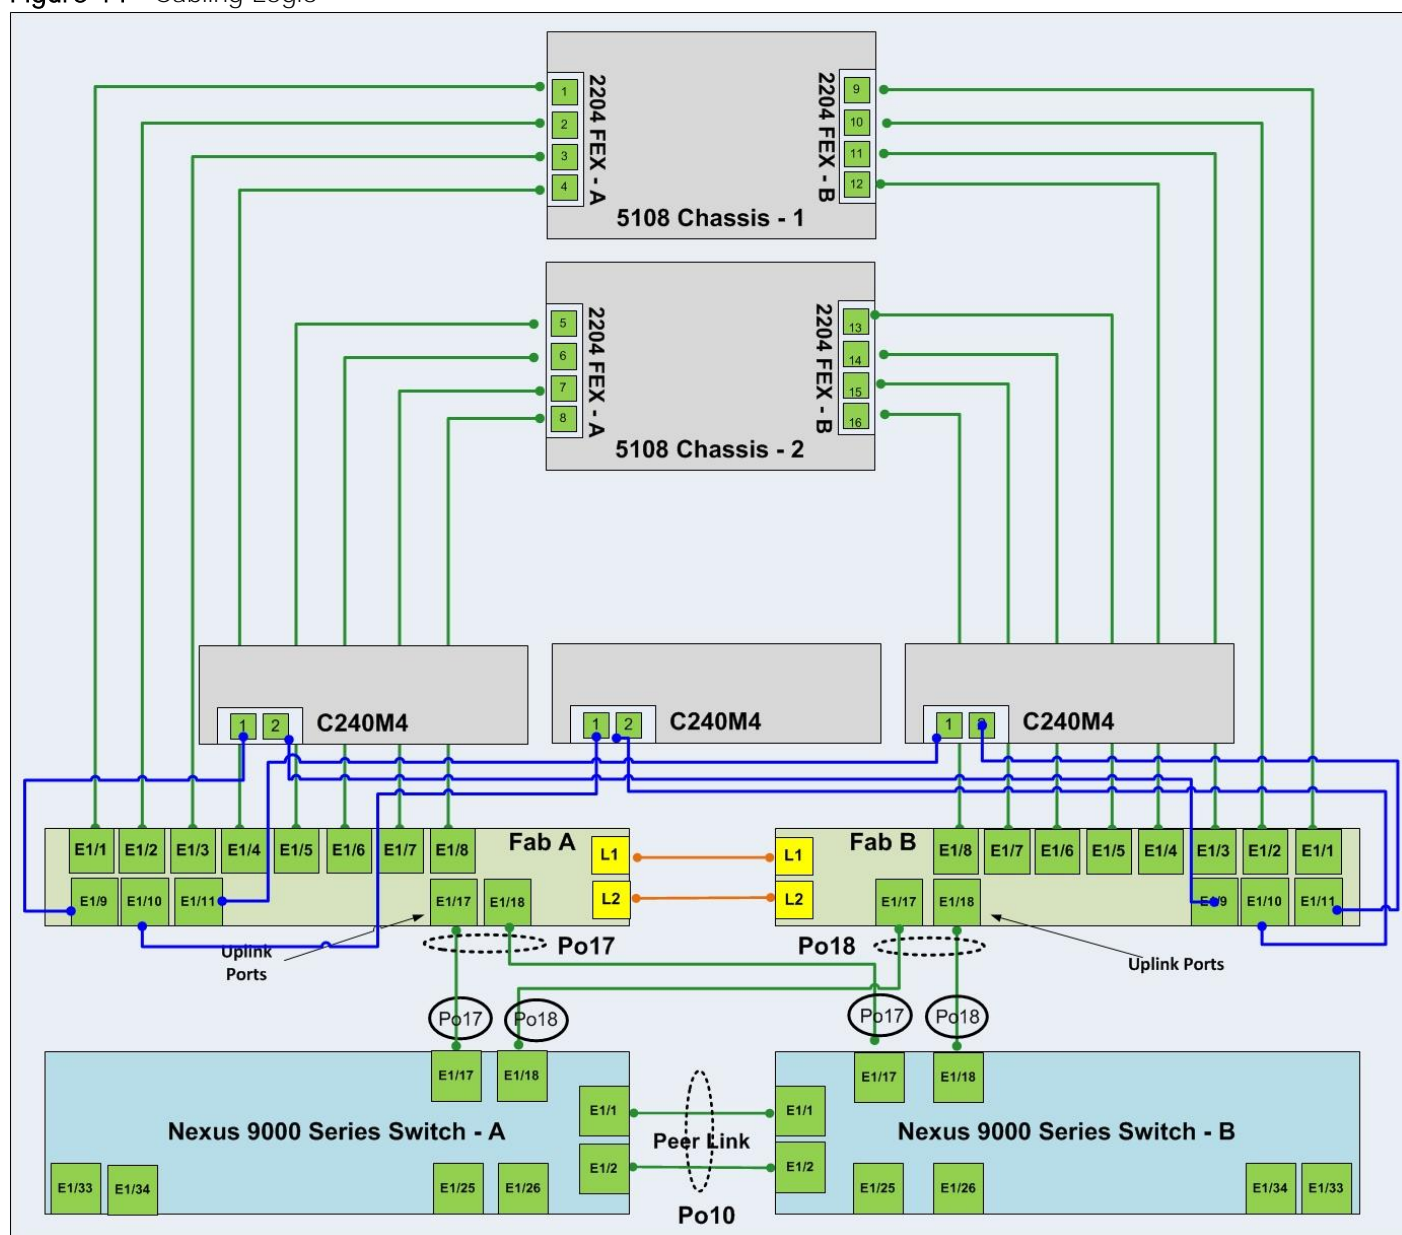 Cabling Logic
1
2
3
4
2204 FEX - A
9
10
11
12
2204 FEX - B
5108 Chassis - 1
5
6
7
8
2204 FEX - A
13
14
15
16
2204 FEX - B
5108 Chassis - 2
1 2 C240M4
1 2 C240M4
1 C240M4
E1/1 E1/2 E1/3 E1/4 E1/5 E1/6 E1/7 E1/8
Fab A
L1
L2
E1/9 E1/10 E1/11 E1/17 E1/18
L1
L2
Fab B
E1/8 E1/7 E1/6 E1/5 E1/4 E1/3 E1/2 E1/1
E1/17 E1/18 E1/9 E1/10 E1/11
Uplink
Ports
Po17
Po18
Uplink Ports
Po17 Po18 Po17 Po18
E1/17 E1/18
E1/1
E1/2
Nexus 9000 Series Switch - A
E1/33 E1/34 E1/25 E1/26
Peer Link
Po10
E1/17 E1/18
E1/1
E1/2
Nexus 9000 Series Switch - B
E1/25 E1/26 E1/34 E1/33